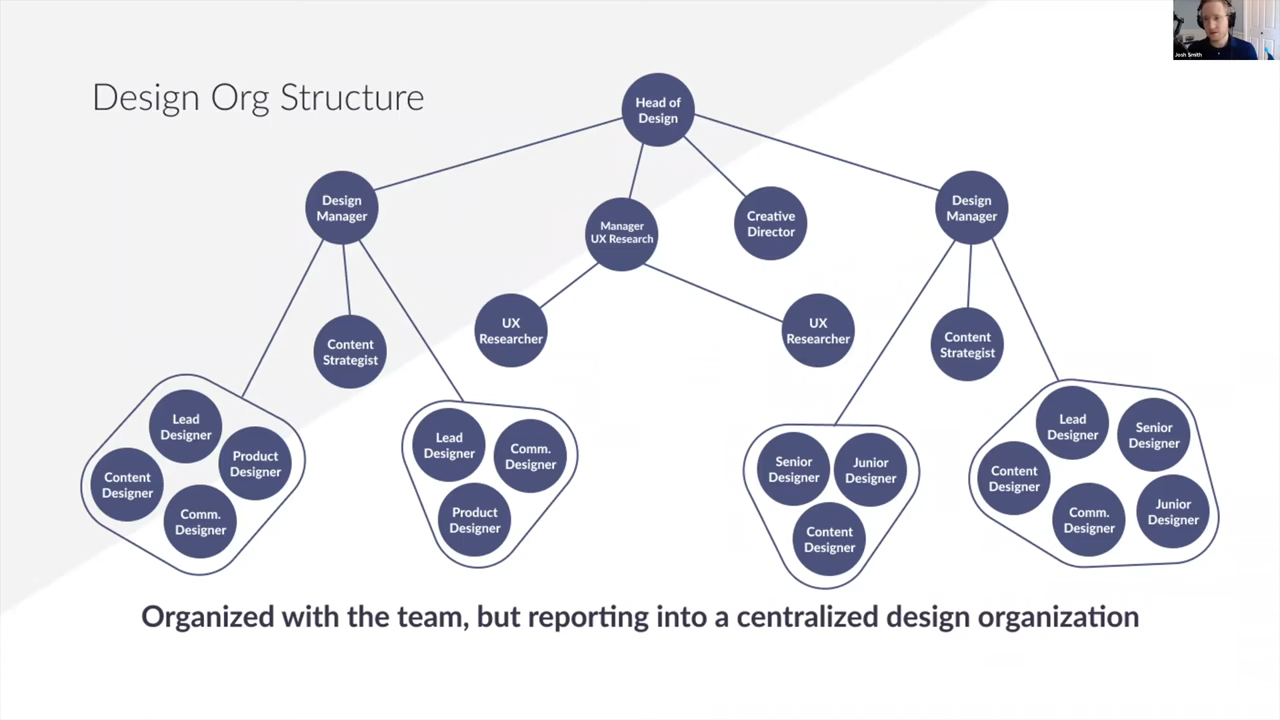 Josh Smith
Design Org Structure
Head of
Design
Design
Manager
Manager
UX Research
Creative
Director
Design
Manager
Content
Strategist
UX
Researcher
UX
Researcher
Content
Strategist
Lead
Designer
Product
Designer
Content
Designer
Comm.
Designer
Lead
Designer
Comm.
Designer
Product
Designer
Senior
Designer
Junior
Designer
Content
Designer
Lead
Designer
Senior
Designer
Content
Designer
Comm.
Designer
Junior
Designer
Organized with the team, but reporting into a centralized design organization